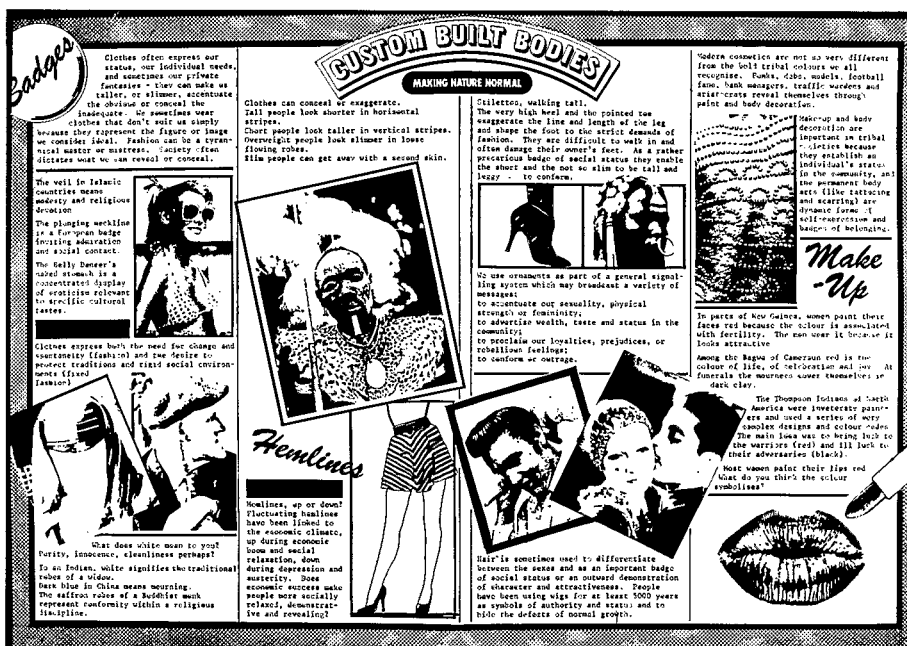 CUSTOM BUILT BODIES
MAKING NATURE NORMAL
Badges
Clothes often express our
status, our individual needs,
and sometimes our private
fantasies - they can make us
taller, or slimmer, accentuate
the obvious or conceal the
inadequate. We sometimes wear
clothes that don't suit us simply
because they represent the figure or image
we consider ideal. Fashion can be a tyran-
nical master or mistress. Society often
dictates what we can reveal or conceal.
The veil in Islamic
countries means
modesty and religious
devotion
The plunging neckline
is a European badge
inviting admiration
and social contact.
The Belly Dancer's
naked stomach is a
concentrated display
of eroticism relevant
to specific cultural
tastes.
Clothes express both the need for change and
spontaneity (fashion) and the desire to
protect traditions and rigid social environ-
ments (fixed
fashion)
What does white mean to you?
Purity, innocence, cleanliness perhaps?
To an Indian, white signifies the traditional
robes of a widow.
Dark blue in China means mourning.
The saffron robes of a Buddhist monk
represent conformity within a religious
discipline.
Clothes can conceal or exaggerate.
Tall people look shorter in horizontal
stripes.
Short people look taller in vertical stripes.
Overweight people look slimmer in loose
flowing robes.
Slim people can get away with a second skin.
Hemlines
Hemlines, up or down?
Fluctuating hemlines
have been linked to
the economic climate,
up during economic
boom and social
relaxation, down
during depression and
austerity. Does
economic success make
people more socially
relaxed, demonstrat-
ive and revealing?
Stilettos, walking tall.
The very high heel and the pointed toe
exaggerate the line and length of the leg
and shape the foot to the strict demands of
fashion. They are difficult to walk in and
often damage their owner's feet. As a rather
precarious badge of social status they enable
the short and the not so slim to be tall and
leggy - to conform.
We use ornaments as part of a general signal-
ling system which may broadcast a variety of
messages:
to accentuate our sexuality, physical
strength or femininity;
to advertise wealth, taste and status in the
community;
to proclaim our loyalties, prejudices, or
rebellious feelings;
to conform or outrage.
Hair is sometimes used to differentiate
between the sexes and as an important badge
of social status or an outward demonstration
of character and attractiveness. People
have been using wigs for at least 5000 years
as symbols of authority and status and to
hide the defects of normal growth.
Modern cosmetics are not so very different
from the bold tribal colours we all
recognise. Punks, debs, models, football
fans, bank managers, traffic wardens and
aristocrats reveal themselves through
paint and body decoration.
Make-up and body
decoration are
important in tribal
societies because
they establish an
individual's status
in the community, and
the permanent body
arts (like tattooing
and scarring) are
dynamic forms of
self-expression and
badges of belonging.
Make
-Up
In parts of New Guinea, women paint their
faces red because the colour is associated
with fertility. The men wear it because it
looks attractive
Among the Bagwa of Cameroun red is the
colour of life, of celebration and joy. At
funerals the mourners cover themselves in
dark clay.
The Thompson Indians of North
America were inveterate paint-
ers and used a series of very
complex designs and colour codes
The main idea was to bring luck to
the warriors (red) and ill luck to
their adversaries (black).
Most women paint their lips red
What do you think the colour
symbolises?